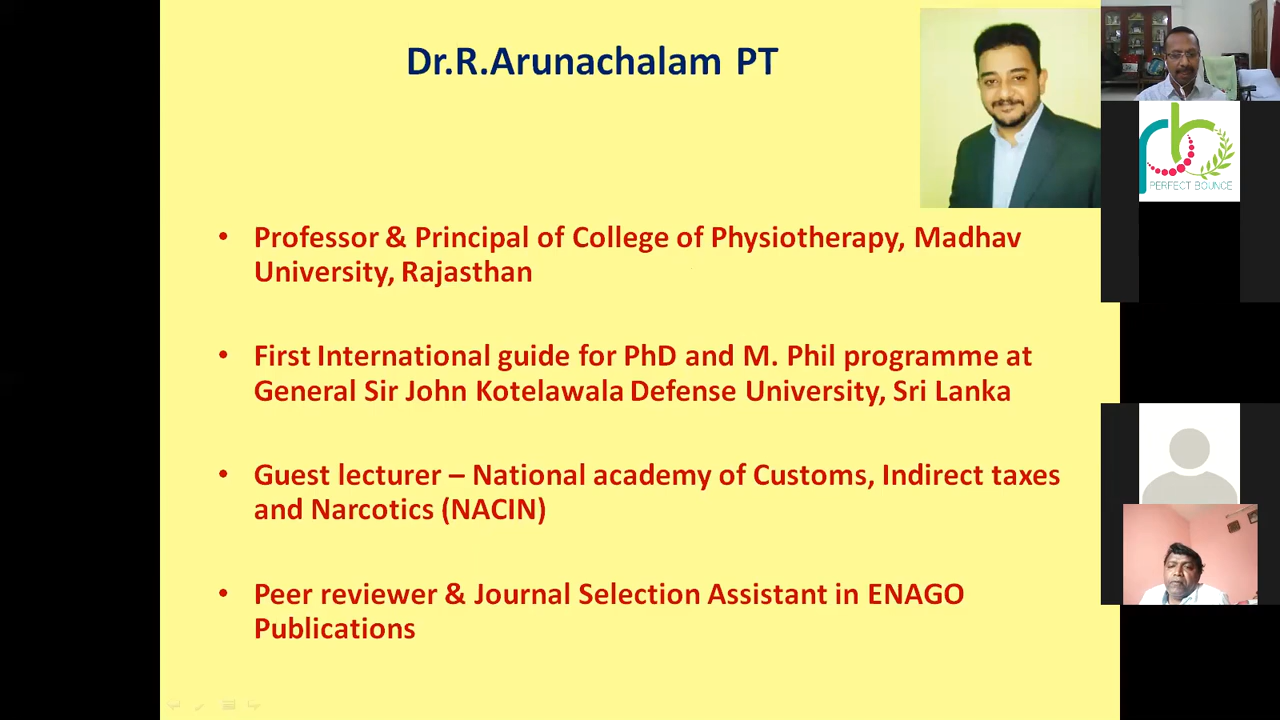 Dr.R.Arunachalam PT
PERFECT BOUNCE
• Professor & Principal of College of Physiotherapy, Madhav
University, Rajasthan
• First International guide for PhD and M. Phil programme at
General Sir John Kotelawala Defense University, Sri Lanka
• Guest lecturer – National academy of Customs, Indirect taxes
and Narcotics (NACIN)
• Peer reviewer & Journal Selection Assistant in ENAGO
Publications